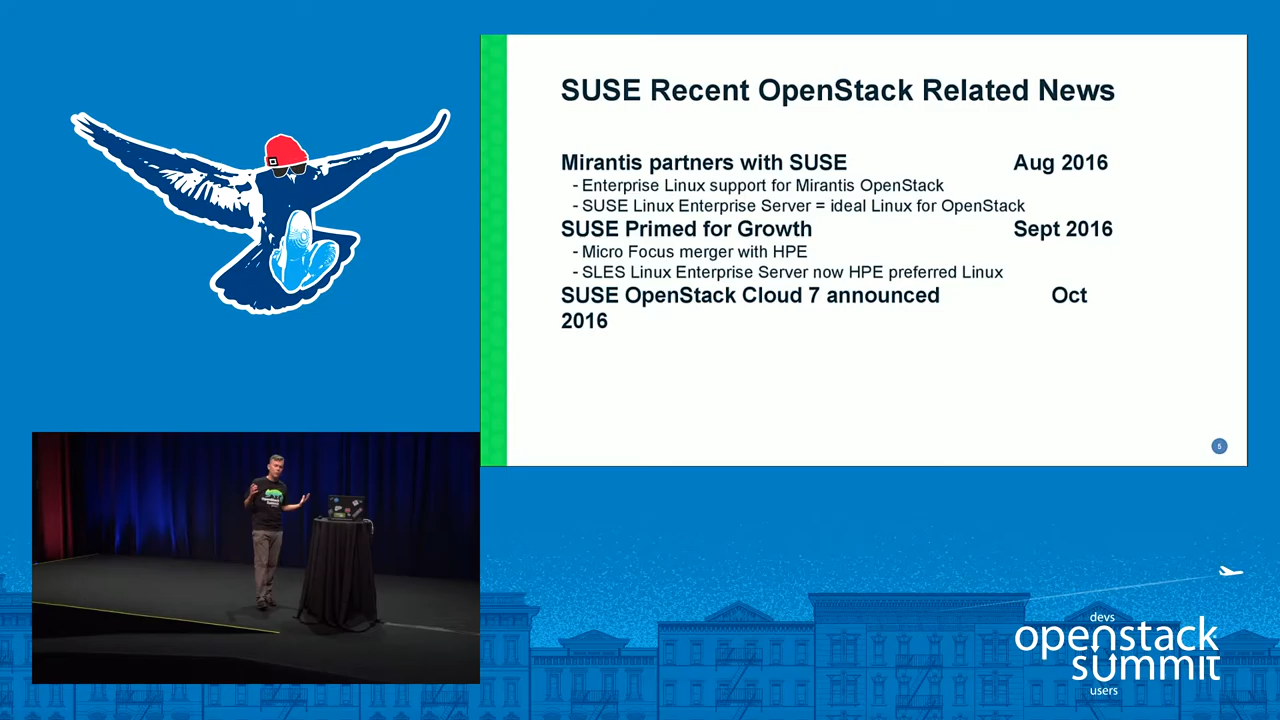 SUSE Recent OpenStack Related News
Mirantis partners with SUSE Aug 2016
- Enterprise Linux support for Mirantis OpenStack
- SUSE Linux Enterprise Server = ideal Linux for OpenStack
SUSE Primed for Growth Sept 2016
- Micro Focus merger with HPE
- SLES Linux Enterprise Server now HPE preferred Linux
SUSE OpenStack Cloud 7 announced Oct
2016
5
devs
openstack
summit
users